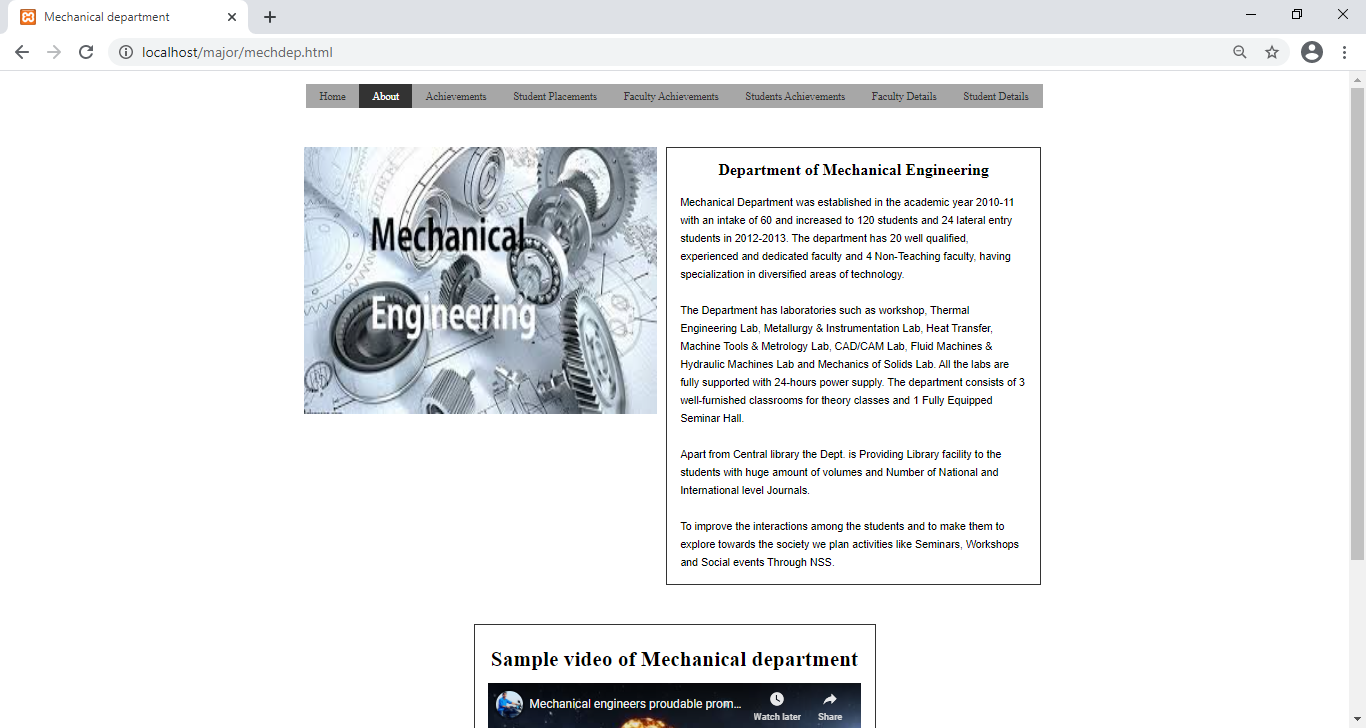 Mechanical department
localhost/major/mechdep.html
Home About Achievements Student Placements Faculty Achievements Students Achievements Faculty Details Student Details
Mechanical
Engineering
Department of Mechanical Engineering
Mechanical Department was established in the academic year 2010-11
with an intake of 60 and increased to 120 students and 24 lateral entry
students in 2012-2013. The department has 20 well qualified,
experienced and dedicated faculty and 4 Non-Teaching faculty, having
specialization in diversified areas of technology.
The Department has laboratories such as workshop, Thermal
Engineering Lab, Metallurgy & Instrumentation Lab, Heat Transfer,
Machine Tools & Metrology Lab, CAD/CAM Lab, Fluid Machines &
Hydraulic Machines Lab and Mechanics of Solids Lab. All the labs are
fully supported with 24-hours power supply. The department consists of 3
well-furnished classrooms for theory classes and 1 Fully Equipped
Seminar Hall.
Apart from Central library the Dept. is Providing Library facility to the
students with huge amount of volumes and Number of National and
International level Journals.
To improve the interactions among the students and to make them to
explore towards the society we plan activities like Seminars, Workshops
and Social events Through NSS.
Sample video of Mechanical department
Mechanical engineers proudable prom...
Watch later
Share